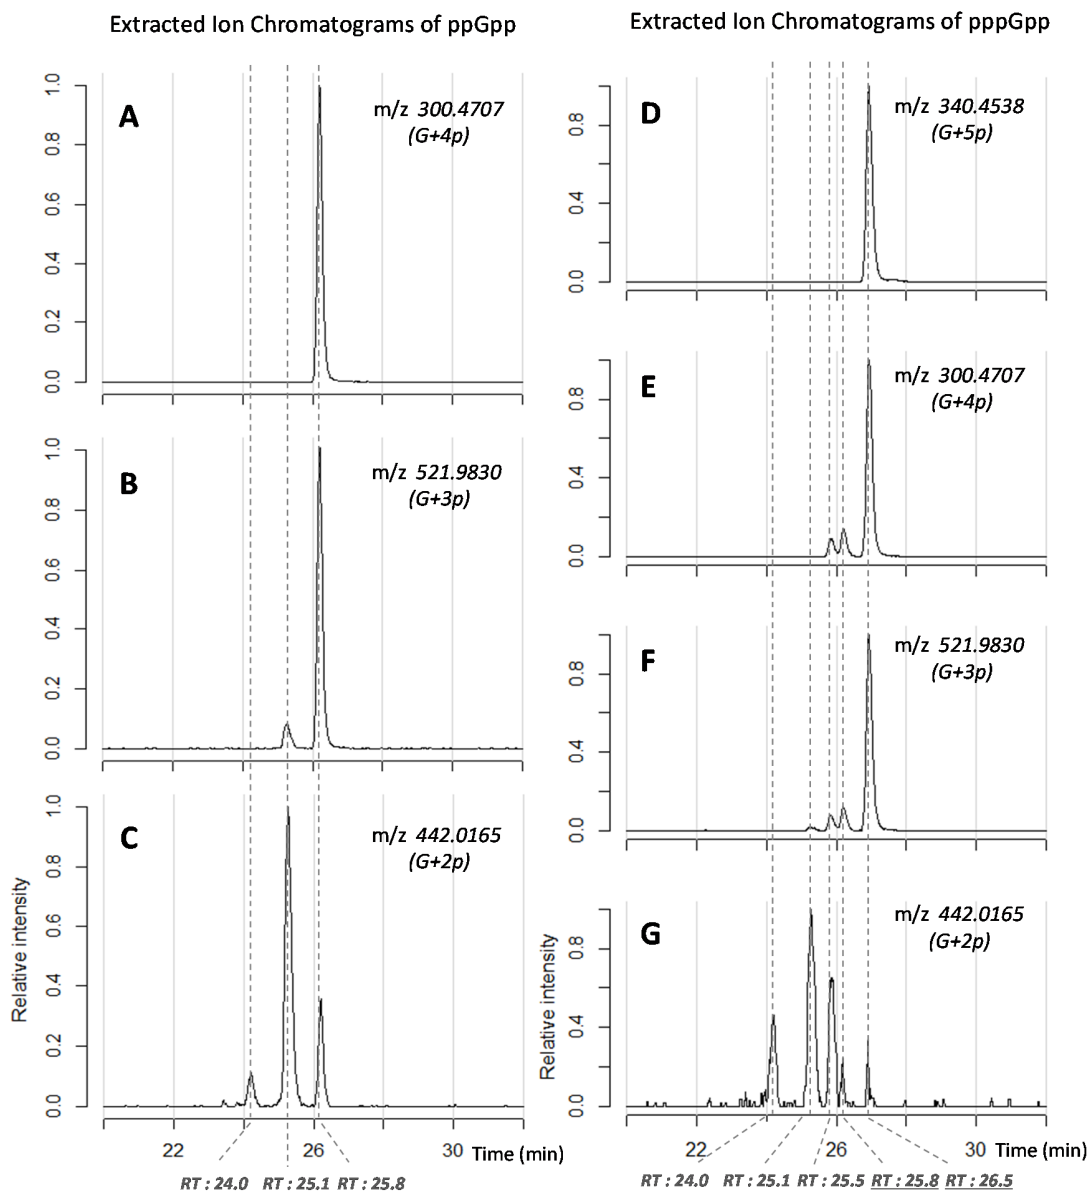 Extracted Ion Chromatograms of ppGpp
A
m/z 300.4707
(G+4p)
0.0 0.2 0.4 0.6 0.8 1.0
B
m/z 521.9830
(G+3p)
0.0 0.2 0.4 0.6 0.8 1.0
C
m/z 442.0165
(G+2p)
Relative intensity
0.0 0.2 0.4 0.6 0.8 1.0
22 26 30 Time (min)
RT : 24.0 RT : 25.1 RT : 25.8
Extracted Ion Chromatograms of pppGpp
D
m/z 340.4538
(G+5p)
0.0 0.4 0.8
E
m/z 300.4707
(G+4p)
0.0 0.4 0.8
F
m/z 521.9830
(G+3p)
0.0 0.4 0.8
G
m/z 442.0165
(G+2p)
Relative intensity
0.0 0.4 0.8
22 26 30 Time (min)
RT : 24.0 RT : 25.1 RT : 25.5 RT : 25.8 RT : 26.5